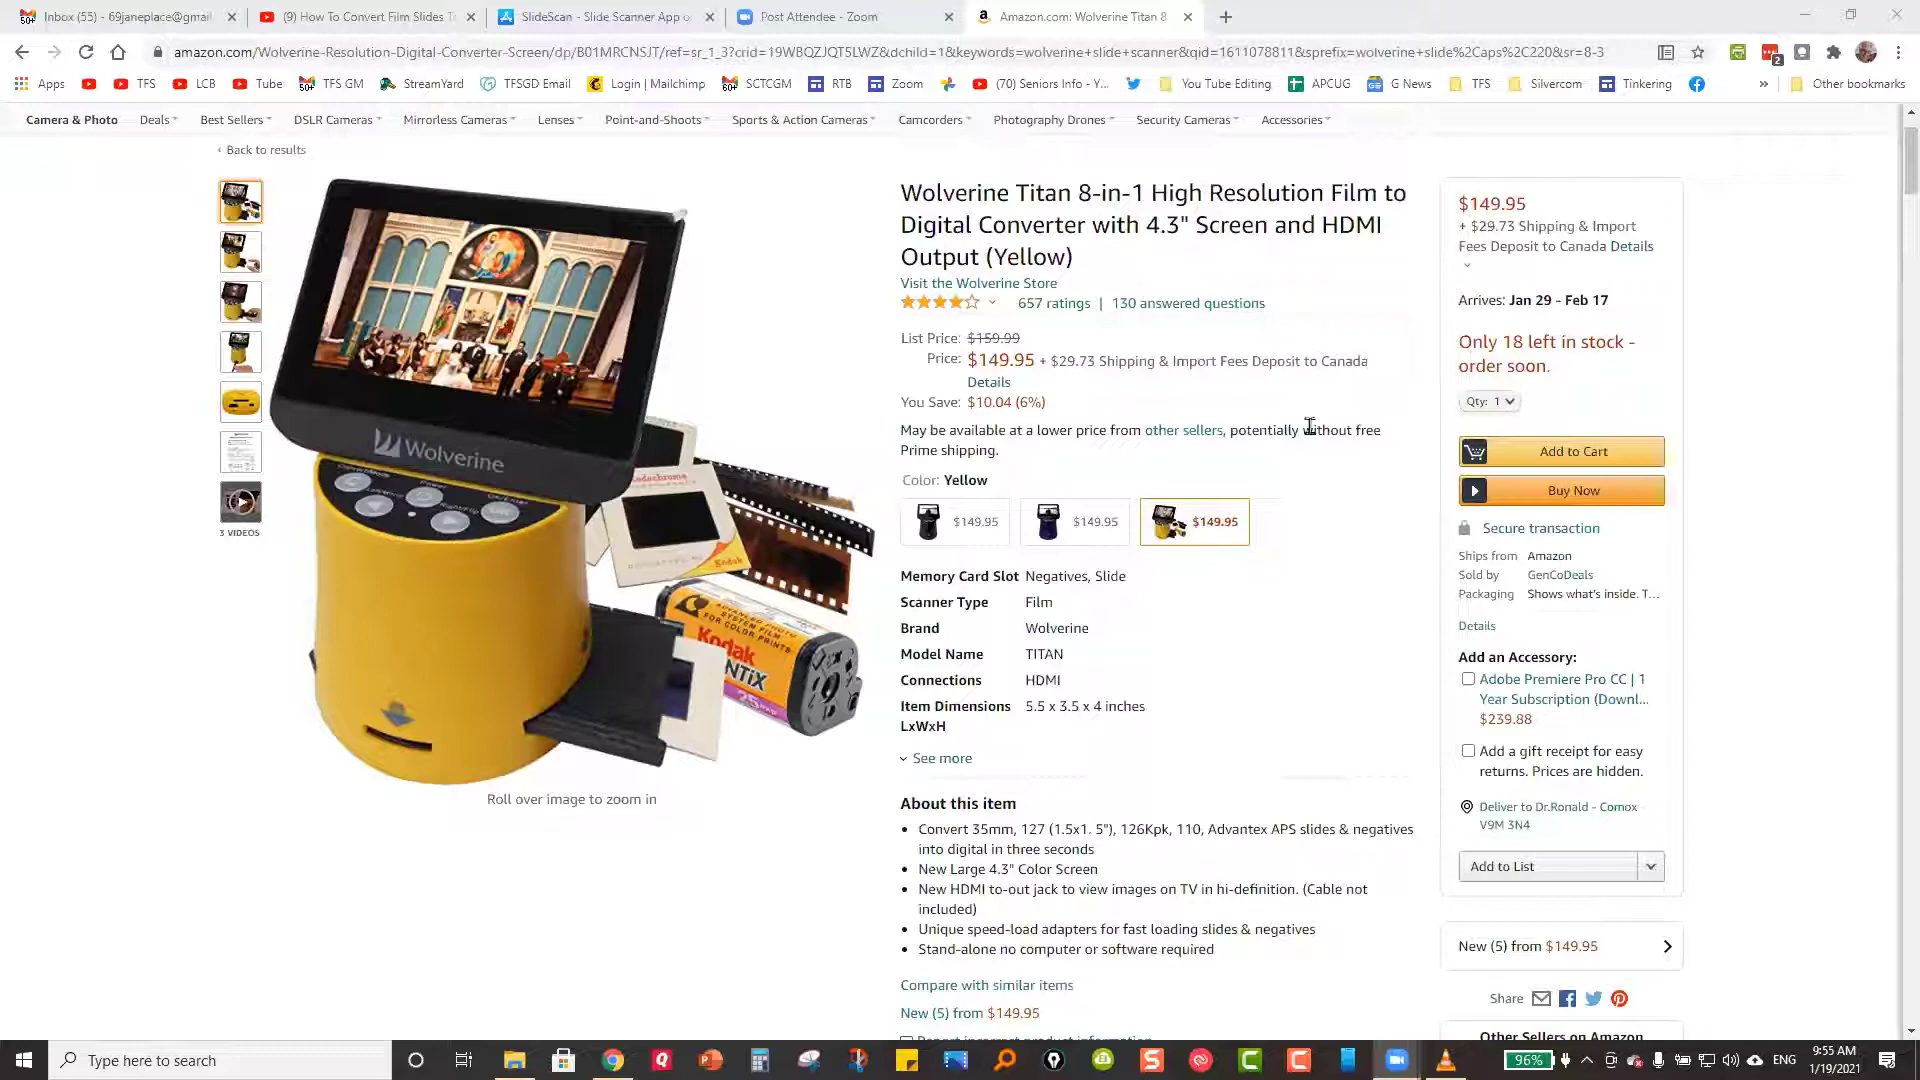 Inbox (55) - 69janeplace@gmail
(9) How To Convert Film Slides T
SlideScan - Slide Scanner App o
Post Attendee - Zoom
Amazon.com: Wolverine Titan 8
amazon.com/Wolverine-Resolution-Digital-Converter-Screen/dp/B01MRCNSJT/ref=sr_1_3?crid=19WBQZJQT5LWZ&dchild=1&keywords=wolverine+slide+scanner&qid=1611078811&sprefix=wolverine+slide%2Caps%2C220&sr=8-3
Apps TFS LCB Tube TFS GM StreamYard TFSGD Email Login | Mailchimp SCTCGM RTB Zoom (70) Seniors Info - Y... You Tube Editing APCUG G News TFS Silvercom Tinkering » Other bookmarks
Camera & Photo Deals Best Sellers DSLR Cameras Mirrorless Cameras Lenses Point-and-Shoots Sports & Action Cameras Camcorders Photography Drones Security Cameras Accessories
‹ Back to results
Wolverine
Kodachrome
Kodak
ADVANCED PHOTO
SYSTEM FILM
FOR COLOR PRINTS
Kodak
25
3 VIDEOS
Roll over image to zoom in
Wolverine Titan 8-in-1 High Resolution Film to
Digital Converter with 4.3" Screen and HDMI
Output (Yellow)
Visit the Wolverine Store
657 ratings | 130 answered questions
List Price: $159.99
Price: $149.95 + $29.73 Shipping & Import Fees Deposit to Canada
Details
You Save: $10.04 (6%)
May be available at a lower price from other sellers, potentially without free
Prime shipping.
Color: Yellow
$149.95 $149.95 $149.95
Memory Card Slot Negatives, Slide
Scanner Type Film
Brand Wolverine
Model Name TITAN
Connections HDMI
Item Dimensions 5.5 x 3.5 x 4 inches
LxWxH
See more
About this item
• Convert 35mm, 127 (1.5x1. 5"), 126Kpk, 110, Advantex APS slides & negatives
into digital in three seconds
• New Large 4.3" Color Screen
• New HDMI to-out jack to view images on TV in hi-definition. (Cable not
included)
• Unique speed-load adapters for fast loading slides & negatives
• Stand-alone no computer or software required
Compare with similar items
New (5) from $149.95
Report incorrect product information
$149.95
+ $29.73 Shipping & Import
Fees Deposit to Canada Details
Arrives: Jan 29 - Feb 17
Only 18 left in stock -
order soon.
Qty: 1
Add to Cart
Buy Now
Secure transaction
Ships from Amazon
Sold by GenCoDeals
Packaging Shows what's inside. T...
Details
Add an Accessory:
Adobe Premiere Pro CC | 1
Year Subscription (Downl...
$239.88
Add a gift receipt for easy
returns. Prices are hidden.
Deliver to Dr.Ronald - Comox
V9M 3N4
Add to List
New (5) from $149.95
Share
Other Sellers on Amazon
Type here to search
96%
ENG
9:55 AM
1/19/2021